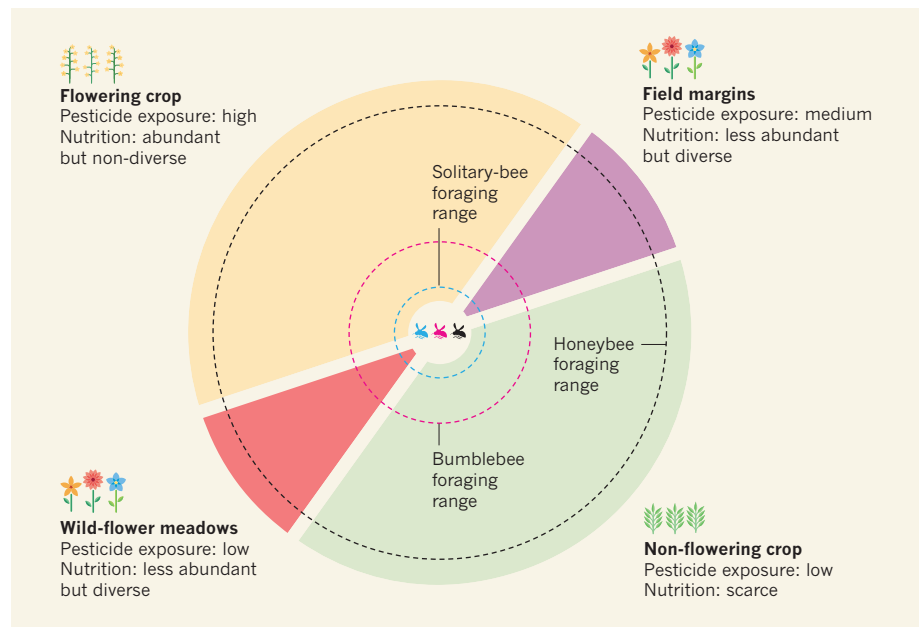 Flowering crop
Pesticide exposure: high
Nutrition: abundant
but non-diverse
Field margins
Pesticide exposure: medium
Nutrition: less abundant
but diverse
Solitary-bee
foraging
range
Honeybee
foraging
range
Bumblebee
foraging
range
Wild-flower meadows
Pesticide exposure: low
Nutrition: less abundant
but diverse
Non-flowering crop
Pesticide exposure: low
Nutrition: scarce